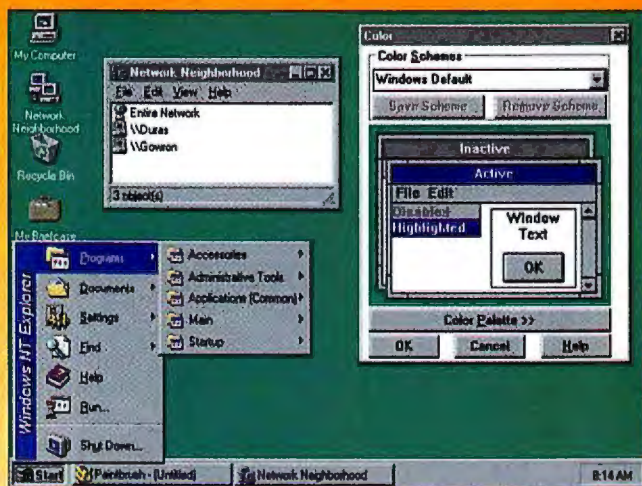 My Computer
Network
Neighborhood
Recycle Bin
My Briefcase
Network Neighborhood
File Edit View Help
Entire Network
\\Duras
\\Gowron
3 object(s)
Color
Color Schemes
Windows Default
Save Scheme
Remove Scheme
Inactive
Active
File Edit
Disabled
Highlighted
Window
Text
OK
Color Palette >>
OK
Cancel
Help
Windows NT Explorer
Programs
Documents
Settings
Find
Help
Run...
Shut Down...
Accessories
Administrative Tools
Applications (Common)
Main
Startup
Start
Paintbrush - (Untitled)
Network Neighborhood
8:14 AM